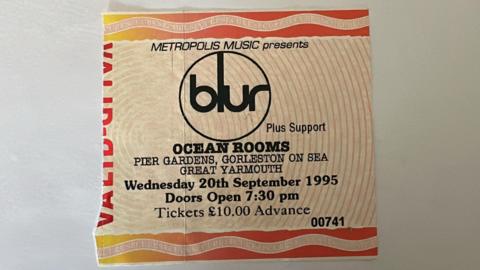 METROPOLIS MUSIC presents
blur
Plus Support
OCEAN ROOMS
PIER GARDENS, GORLESTON ON SEA
GREAT YARMOUTH
Wednesday 20th September 1995
Doors Open 7:30 pm
Tickets £10.00 Advance
00741